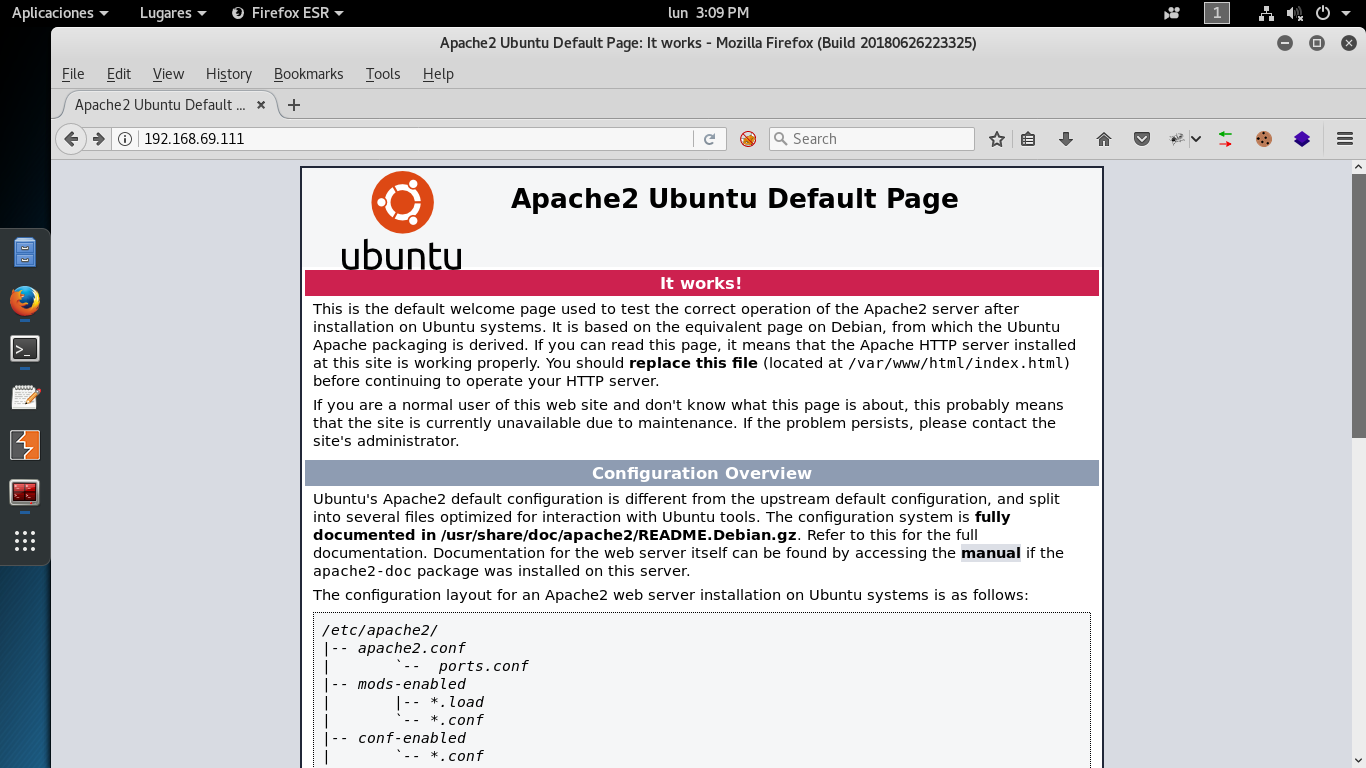 Aplicaciones Lugares Firefox ESR lun 3:09 PM 1
Apache2 Ubuntu Default Page: It works - Mozilla Firefox (Build 20180626223325)
File Edit View History Bookmarks Tools Help
Apache2 Ubuntu Default ...
192.168.69.111 Search
ubuntu
Apache2 Ubuntu Default Page
It works!
This is the default welcome page used to test the correct operation of the Apache2 server after
installation on Ubuntu systems. It is based on the equivalent page on Debian, from which the Ubuntu
Apache packaging is derived. If you can read this page, it means that the Apache HTTP server installed
at this site is working properly. You should replace this file (located at /var/www/html/index.html)
before continuing to operate your HTTP server.
If you are a normal user of this web site and don't know what this page is about, this probably means
that the site is currently unavailable due to maintenance. If the problem persists, please contact the
site's administrator.
Configuration Overview
Ubuntu's Apache2 default configuration is different from the upstream default configuration, and split
into several files optimized for interaction with Ubuntu tools. The configuration system is fully
documented in /usr/share/doc/apache2/README.Debian.gz. Refer to this for the full
documentation. Documentation for the web server itself can be found by accessing the manual if the
apache2-doc package was installed on this server.
The configuration layout for an Apache2 web server installation on Ubuntu systems is as follows:
/etc/apache2/
|-- apache2.conf
|       `--  ports.conf
|-- mods-enabled
|       |-- *.load
|       `-- *.conf
|-- conf-enabled
|       `-- *.conf